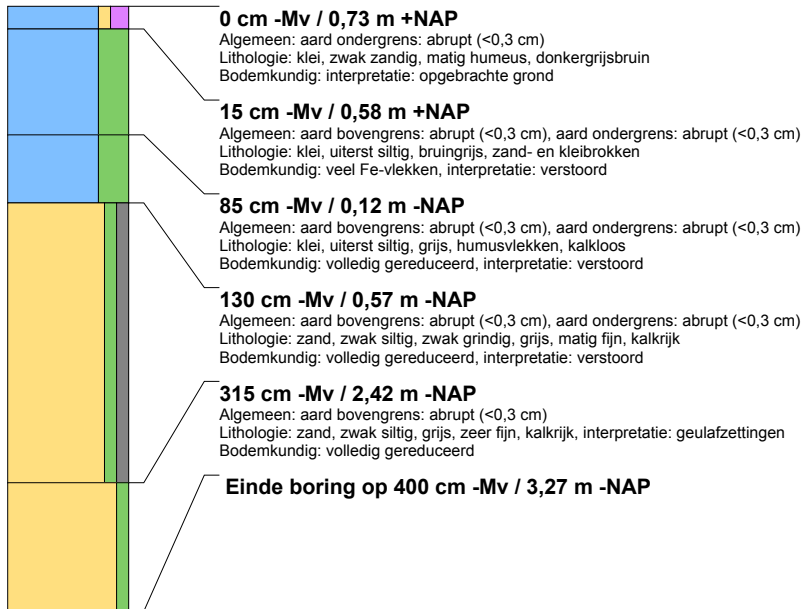 0 cm -Mv / 0,73 m +NAP
Algemeen: aard ondergrens: abrupt (<0,3 cm)
Lithologie: klei, zwak zandig, matig humeus, donkergrijsbruin
Bodemkundig: interpretatie: opgebrachte grond
15 cm -Mv / 0,58 m +NAP
Algemeen: aard bovengrens: abrupt (<0,3 cm), aard ondergrens: abrupt (<0,3 cm)
Lithologie: klei, uiterst siltig, bruingrijs, zand- en kleibrokken
Bodemkundig: veel Fe-vlekken, interpretatie: verstoord
85 cm -Mv / 0,12 m -NAP
Algemeen: aard bovengrens: abrupt (<0,3 cm), aard ondergrens: abrupt (<0,3 cm)
Lithologie: klei, uiterst siltig, grijs, humusvlekken, kalkloos
Bodemkundig: volledig gereduceerd, interpretatie: verstoord
130 cm -Mv / 0,57 m -NAP
Algemeen: aard bovengrens: abrupt (<0,3 cm), aard ondergrens: abrupt (<0,3 cm)
Lithologie: zand, zwak siltig, zwak grindig, grijs, matig fijn, kalkrijk
Bodemkundig: volledig gereduceerd, interpretatie: verstoord
315 cm -Mv / 2,42 m -NAP
Algemeen: aard bovengrens: abrupt (<0,3 cm)
Lithologie: zand, zwak siltig, grijs, zeer fijn, kalkrijk, interpretatie: geulafzettingen
Bodemkundig: volledig gereduceerd
Einde boring op 400 cm -Mv / 3,27 m -NAP